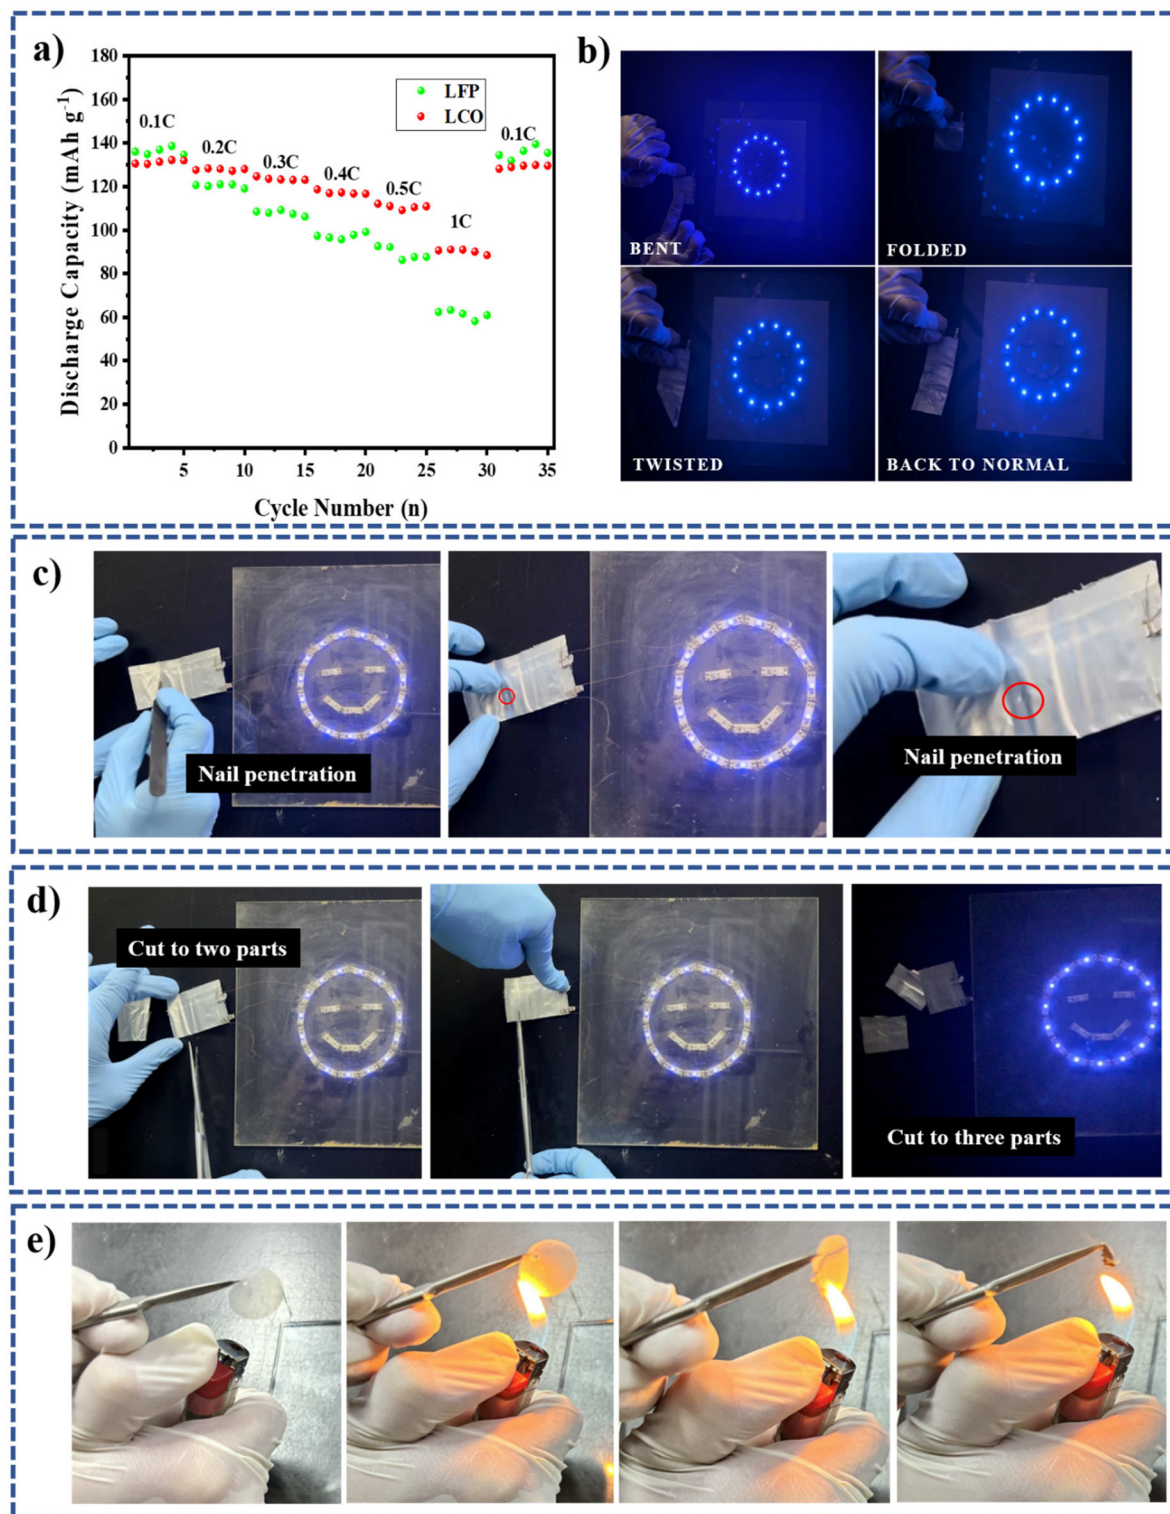 a)
180
160
140
120
100
80
60
40
20
0
Discharge Capacity (mAh g⁻¹)
LFP
LCO
0.1C
0.2C
0.3C
0.4C
0.5C
1C
0.1C
5
10
15
20
25
30
35
Cycle Number (n)
b)
BENT
FOLDED
TWISTED
BACK TO NORMAL
c)
Nail penetration
Nail penetration
d)
Cut to two parts
Cut to three parts
e)